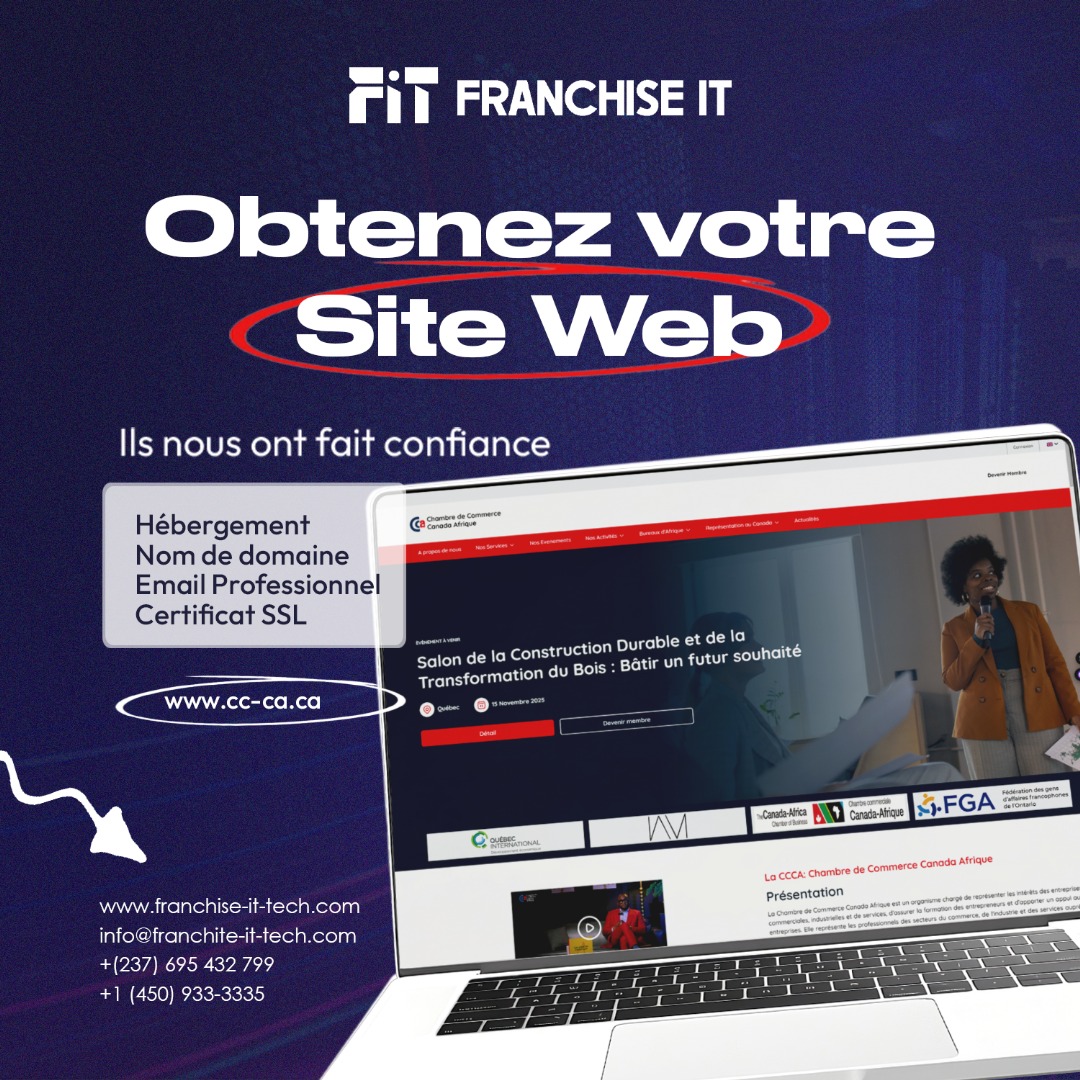 FiT FRANCHISE IT
Obtenez votre
Site Web
Ils nous ont fait confiance
Hébergement
Nom de domaine
Email Professionnel
Certificat SSL
www.cc-ca.ca
www.franchise-it-tech.com
info@franchite-it-tech.com
+(237) 695 432 799
+1 (450) 933-3335
Connexion
Devenir Membre
Cca Chambre de Commerce
Canada Afrique
A propos de nous Nos Services Nos Evenements Nos Activités Bureaux d'Afrique Représentation au Canada Actualités
ÉVÉNEMENT À VENIR
Salon de la Construction Durable et de la
Transformation du Bois : Bâtir un futur souhaité
Québec 15 Novembre 2025
Détail Devenir membre
QUÉBEC
INTERNATIONAL
The Canada-Africa
Chamber of Business
Chambre commerciale
Canada-Afrique
FGA Fédération des gens
d'affaires francophones
de l'Ontario
La CCCA: Chambre de Commerce Canada Afrique
Présentation
La Chambre de Commerce Canada Afrique est un organisme chargé de représenter les intérêts des entreprises
commerciales, industrielles et de services, d'assurer la formation des entrepreneurs et d'apporter un appui
entreprises. Elle représente les professionnels des secteurs du commerce, de l'industrie et des services